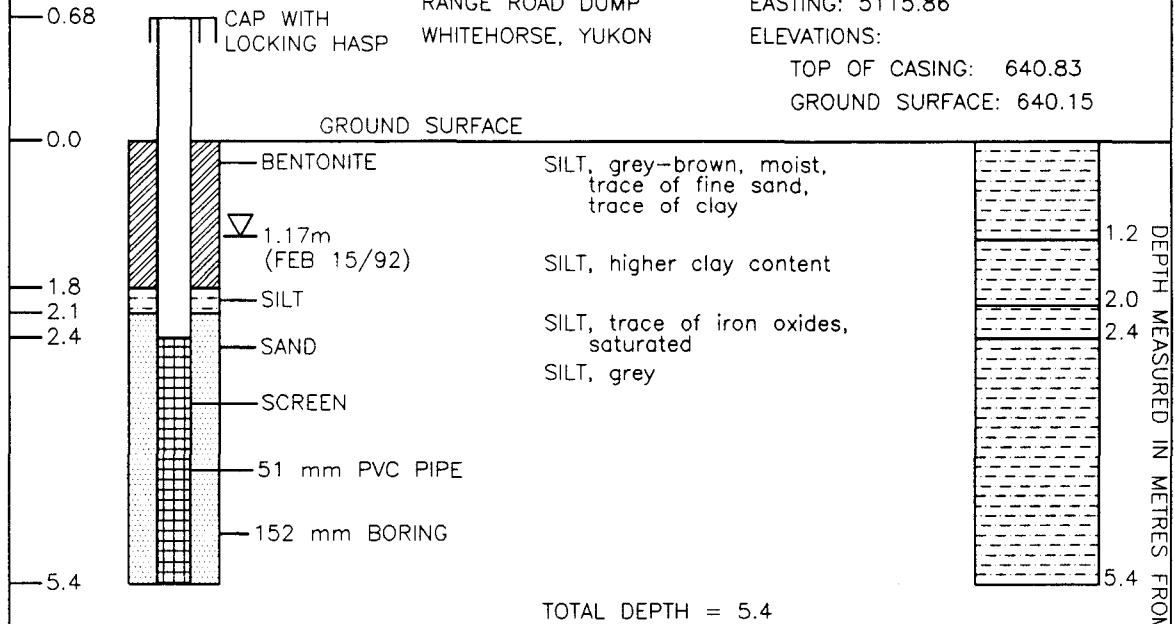 RANGE ROAD DUMP
WHITEHORSE, YUKON
EASTING: 5115.86
ELEVATIONS:
TOP OF CASING: 640.83
GROUND SURFACE: 640.15
0.68
CAP WITH
LOCKING HASP
GROUND SURFACE
0.0
BENTONITE
1.17m
(FEB 15/92)
1.8
SILT
2.1
2.4
SAND
SCREEN
51 mm PVC PIPE
152 mm BORING
5.4
SILT, grey-brown, moist,
trace of fine sand,
trace of clay
SILT, higher clay content
SILT, trace of iron oxides,
saturated
SILT, grey
1.2
2.0
2.4
5.4
DEPTH MEASURED IN METRES FROM
TOTAL DEPTH = 5.4